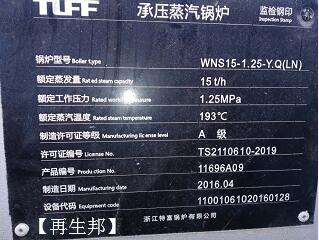 TUFF 承压蒸汽锅炉 监检钢印
Inspection Stamp
锅炉型号 Boiler type WNS15-1.25-Y.Q(LN)
额定蒸发量 Rated steam capacity 15 t/h
额定工作压力 Rated working pressure 1.25MPa
额定蒸汽温度 Rated steam temperature 193℃
制造许可证等级 Manufacturing license level A 级
许可证编号 License No. TS2110610-2019
产品编号 Production No. 11696A09
制造日期 Manufacturing Date 2016.04
设备代码 Equipment code 11001061020160128
浙江特富锅炉有限公司
【再生邦】